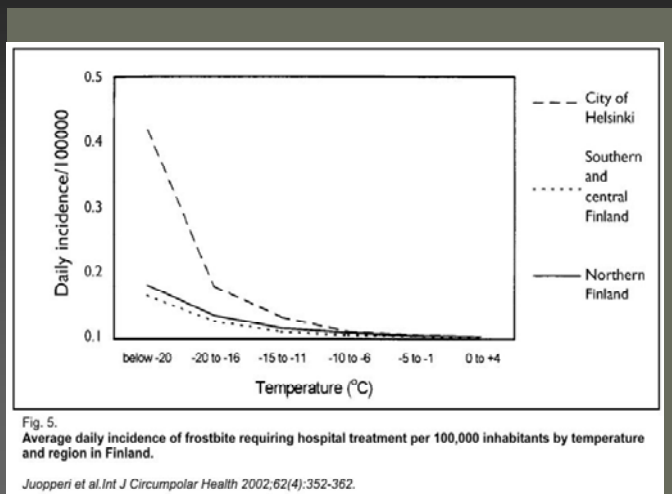 0.5
0.4
0.3
0.2
0.1
Daily incidence/100000
below -20 -20 to -16 -15 to -11 -10 to -6 -5 to -1 0 to +4
Temperature (°C)
City of
Helsinki
Southern
and
central
Finland
Northern
Finland
Fig. 5.
Average daily incidence of frostbite requiring hospital treatment per 100,000 inhabitants by temperature
and region in Finland.
Juopperi et al.Int J Circumpolar Health 2002;62(4):352-362.